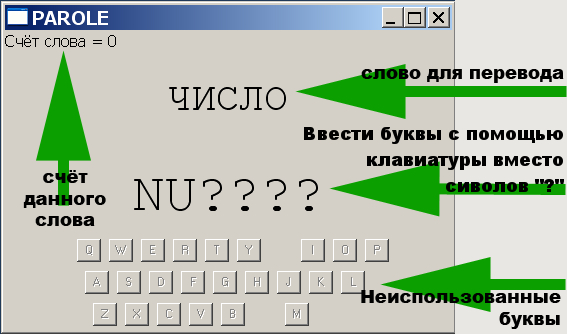 PAROLE
Счёт слова = 0
слово для перевода
ЧИСЛО
Ввести буквы с помощью
клавиатуры вместо
сиволов "?"
счёт
данного
слова
NU????
Q W E R T Y I O P
A S D F G H J K L
Z X C V B M
Неиспользованные
буквы